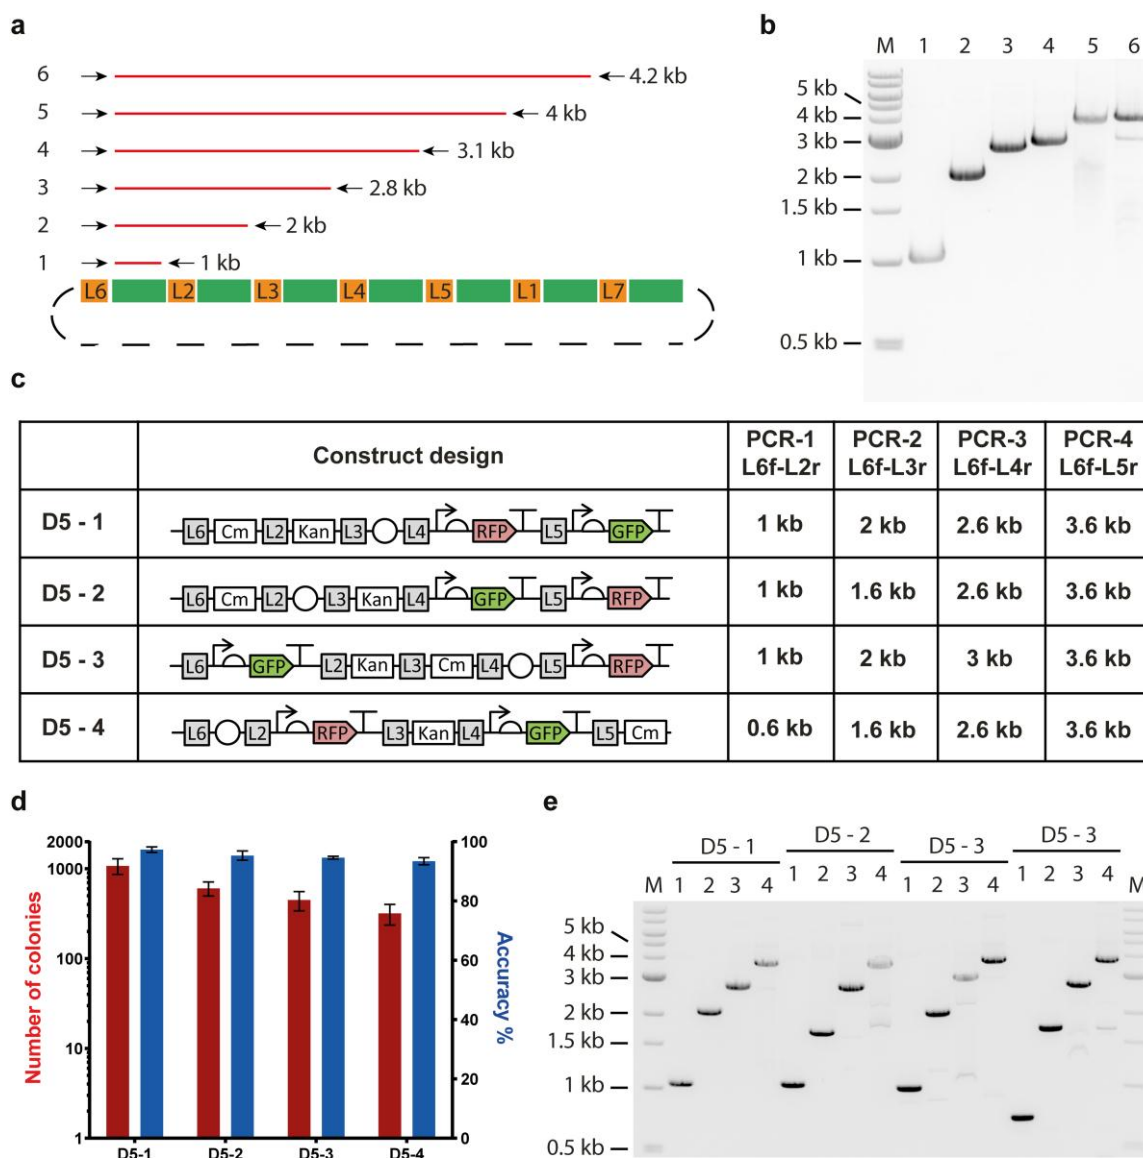 a
6 4.2 kb
5 4 kb
4 3.1 kb
3 2.8 kb
2 2 kb
1 1 kb
L6 L2 L3 L4 L5 L1 L7
b
M 1 2 3 4 5 6
5 kb
4 kb
3 kb
2 kb
1.5 kb
1 kb
0.5 kb
c
Construct design PCR-1 L6f-L2r PCR-2 L6f-L3r PCR-3 L6f-L4r PCR-4 L6f-L5r
D5 - 1 L6 Cm L2 Kan L3 L4 RFP L5 GFP 1 kb 2 kb 2.6 kb 3.6 kb
D5 - 2 L6 Cm L2 L3 Kan L4 GFP L5 RFP 1 kb 1.6 kb 2.6 kb 3.6 kb
D5 - 3 L6 GFP L2 Kan L3 Cm L4 L5 RFP 1 kb 2 kb 3 kb 3.6 kb
D5 - 4 L6 L2 RFP L3 Kan L4 GFP L5 Cm 0.6 kb 1.6 kb 2.6 kb 3.6 kb
d
Number of colonies
2000
1000
100
10
1
D5-1 D5-2 D5-3 D5-4
100
80
60
40
20
0
Accuracy %
e
D5 - 1 D5 - 2 D5 - 3 D5 - 3
M 1 2 3 4 1 2 3 4 1 2 3 4 1 2 3 4 M
5 kb
4 kb
3 kb
2 kb
1.5 kb
1 kb
0.5 kb